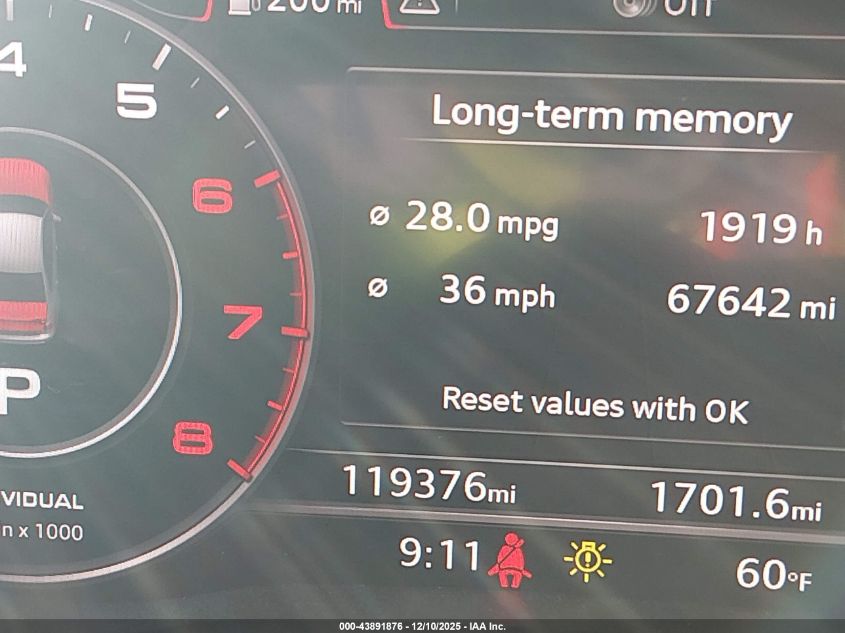 200 mi
OFF
4
5
6
7
8
P
VIDUAL
n x 1000
Long-term memory
ø 28.0 mpg 1919 h
ø 36 mph 67642 mi
Reset values with OK
119376mi 1701.6mi
9:11 60°F
000-43891876 - 12/10/2025 - IAA Inc.